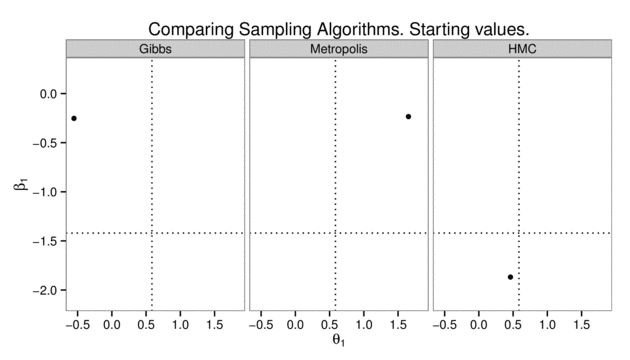 Comparing Sampling Algorithms. Starting values.
Gibbs Metropolis HMC
0.0
−0.5
−1.0
−1.5
−2.0
β1
−0.5 0.0 0.5 1.0 1.5 −0.5 0.0 0.5 1.0 1.5 −0.5 0.0 0.5 1.0 1.5
θ1